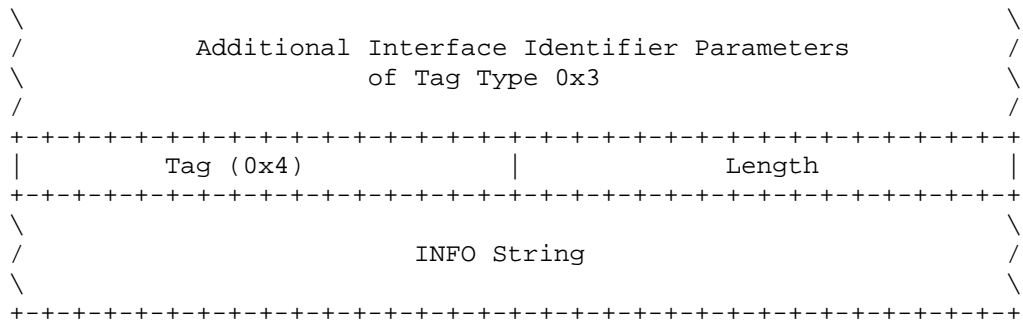 \                                                               \
/           Additional Interface Identifier Parameters          /
\                      of Tag Type 0x3                          \
/                                                               /
+-+-+-+-+-+-+-+-+-+-+-+-+-+-+-+-+-+-+-+-+-+-+-+-+-+-+-+-+-+-+-+-+
|         Tag (0x4)             |             Length            |
+-+-+-+-+-+-+-+-+-+-+-+-+-+-+-+-+-+-+-+-+-+-+-+-+-+-+-+-+-+-+-+-+
\                                                               \
/                         INFO String                           /
\                                                               \
+-+-+-+-+-+-+-+-+-+-+-+-+-+-+-+-+-+-+-+-+-+-+-+-+-+-+-+-+-+-+-+-+